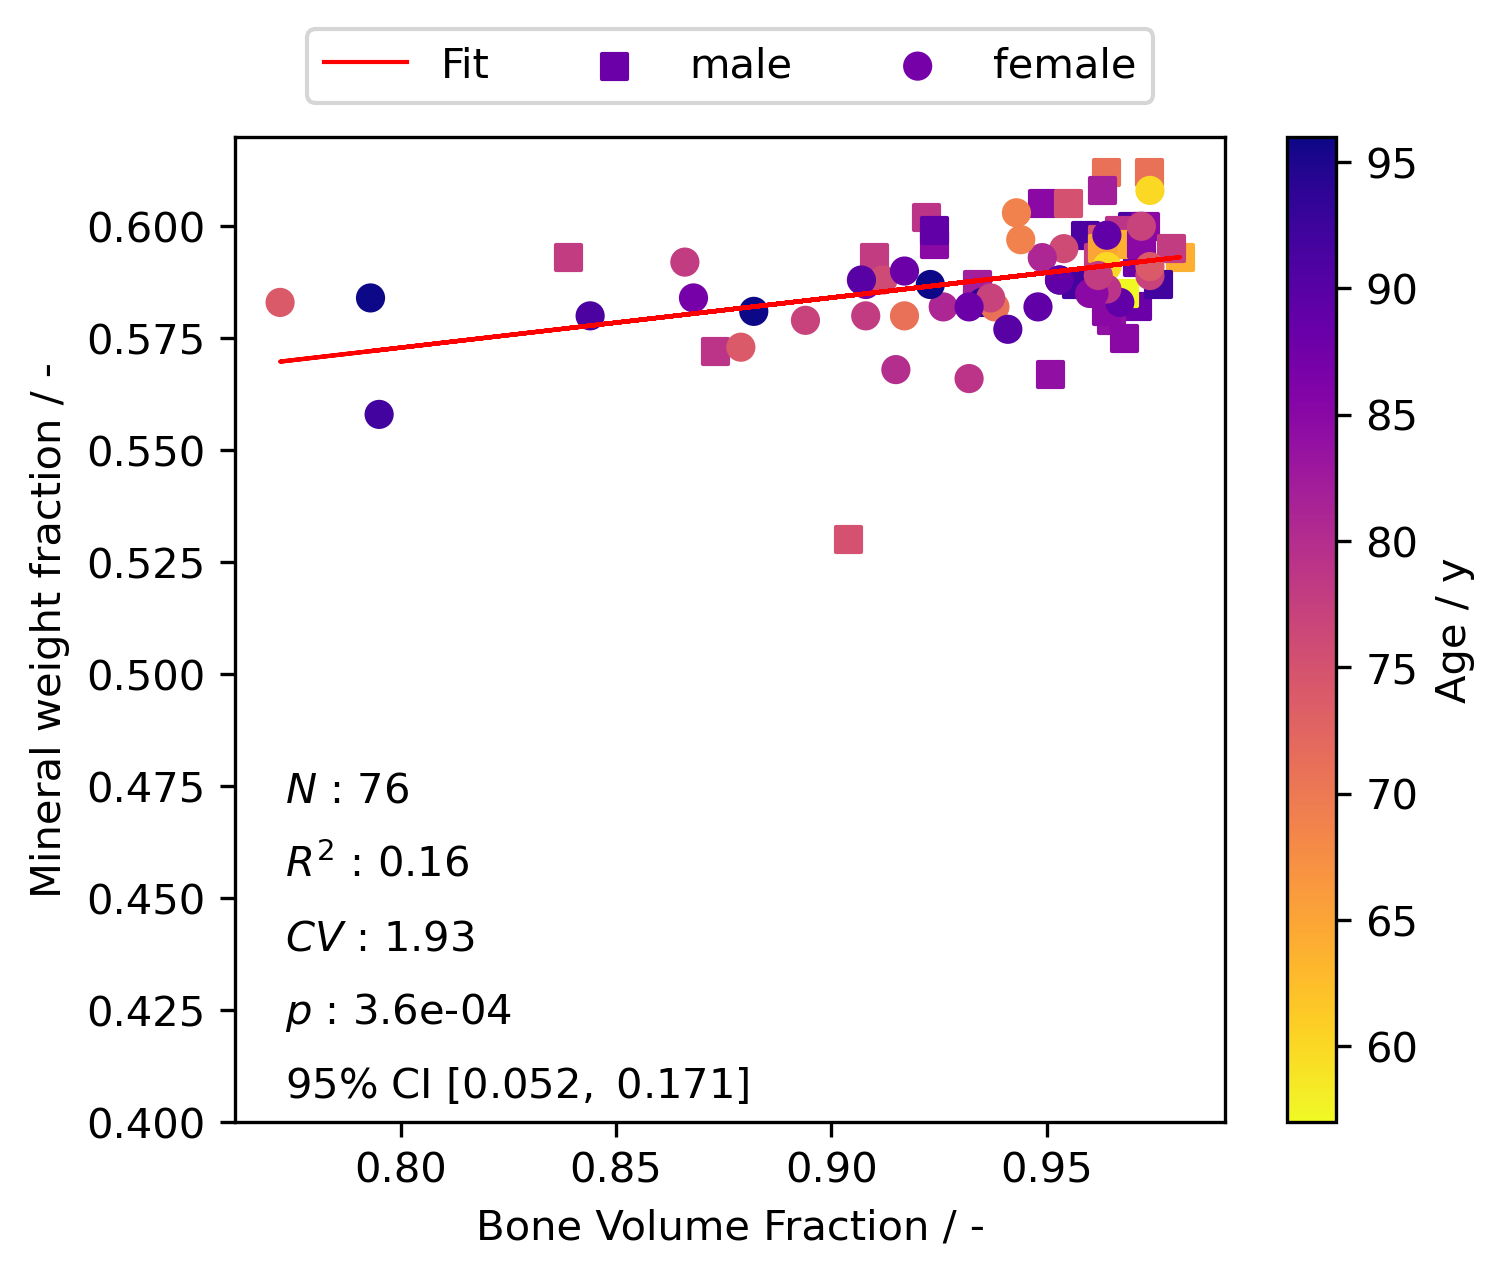 Fit male female
0.600
0.575
0.550
0.525
0.500
0.475
0.450
0.425
0.400
Mineral weight fraction / -
N : 76
R² : 0.16
CV : 1.93
p : 3.6e-04
95% CI [0.052, 0.171]
0.80 0.85 0.90 0.95
Bone Volume Fraction / -
95
90
85
80
75
70
65
60
Age / y